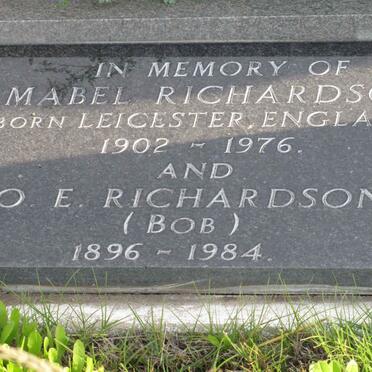 IN MEMORY OF
MABEL RICHARDSO
BORN LEICESTER, ENGLA
1902 - 1976.
AND
O. E. RICHARDSON
(BOB)
1896 - 1984.